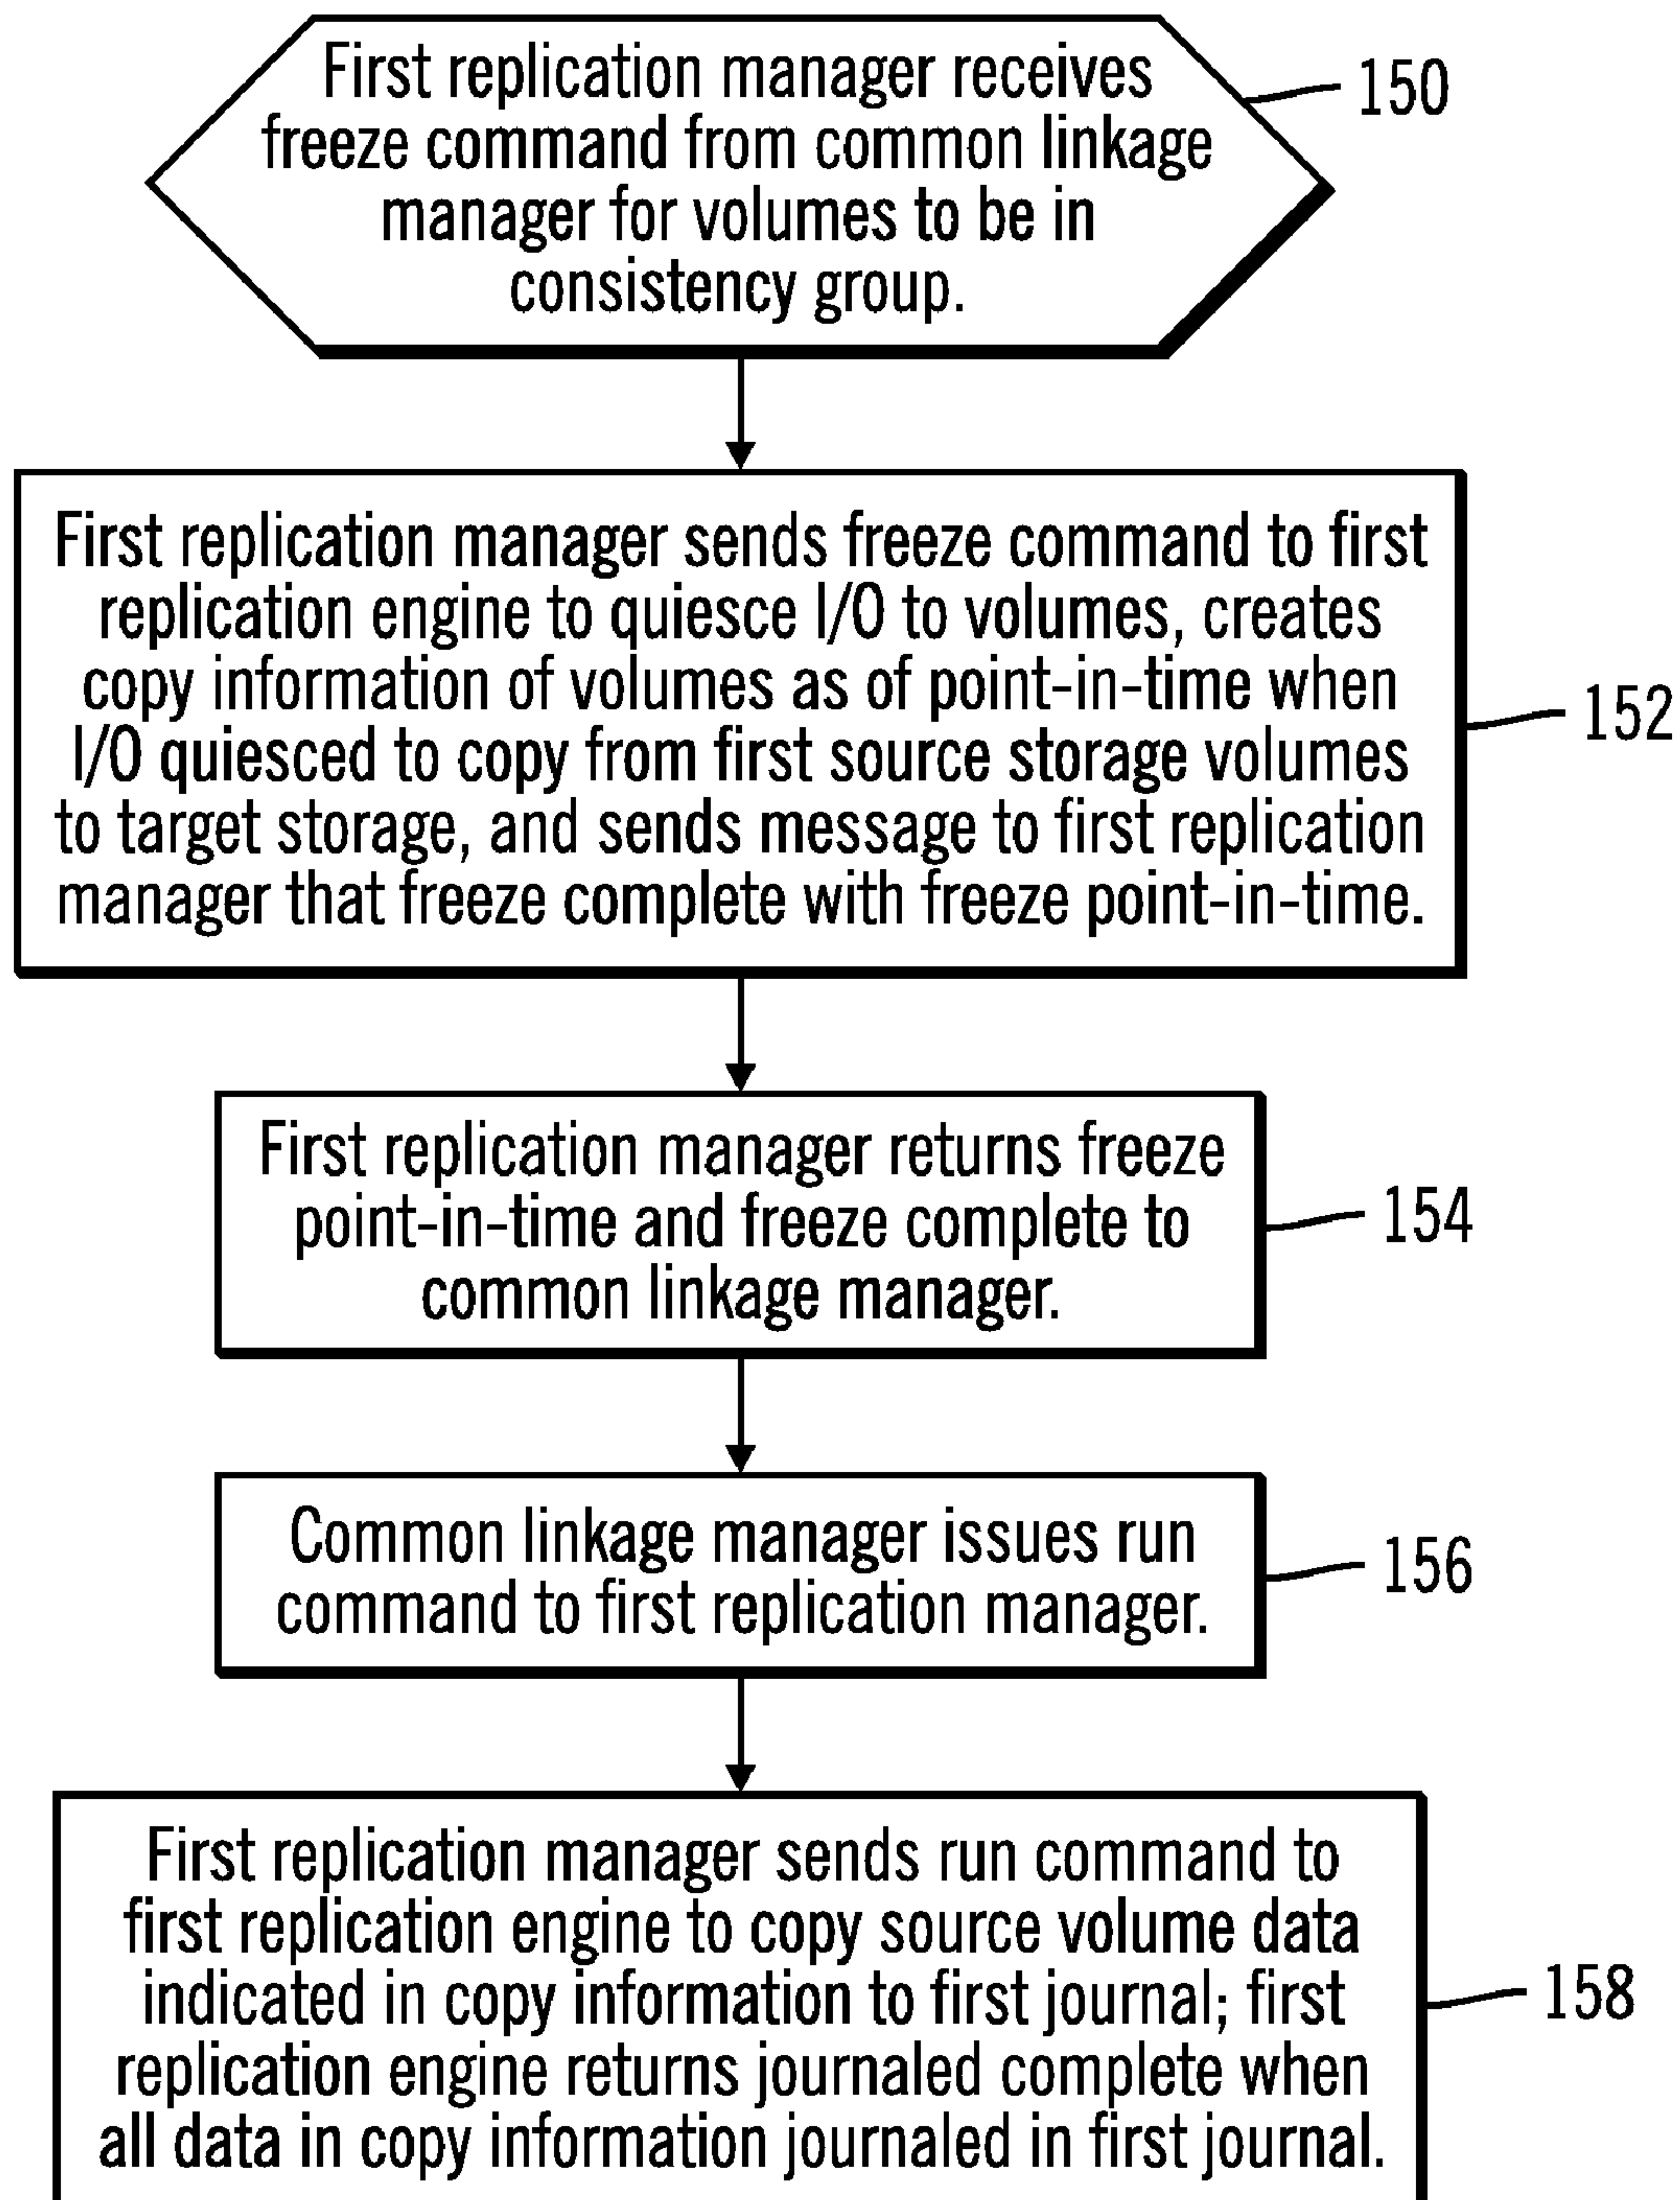 First replication manager receives
freeze command from common linkage
manager for volumes to be in
consistency group.
150
First replication manager sends freeze command to first
replication engine to quiesce I/O to volumes, creates
copy information of volumes as of point-in-time when
I/O quiesced to copy from first source storage volumes
to target storage, and sends message to first replication
manager that freeze complete with freeze point-in-time.
152
First replication manager returns freeze
point-in-time and freeze complete to
common linkage manager.
154
Common linkage manager issues run
command to first replication manager.
156
First replication manager sends run command to
first replication engine to copy source volume data
indicated in copy information to first journal; first
replication engine returns journaled complete when
all data in copy information journaled in first journal.
158